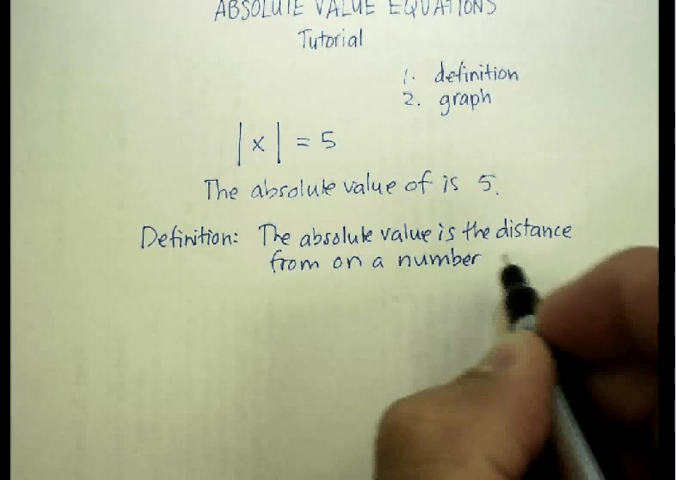 ABSOLUTE VALUE EQUATIONS
Tutorial
1. definition
2. graph
|x| = 5
The absolute value of is 5.
Definition: The absolute value is the distance
from on a number